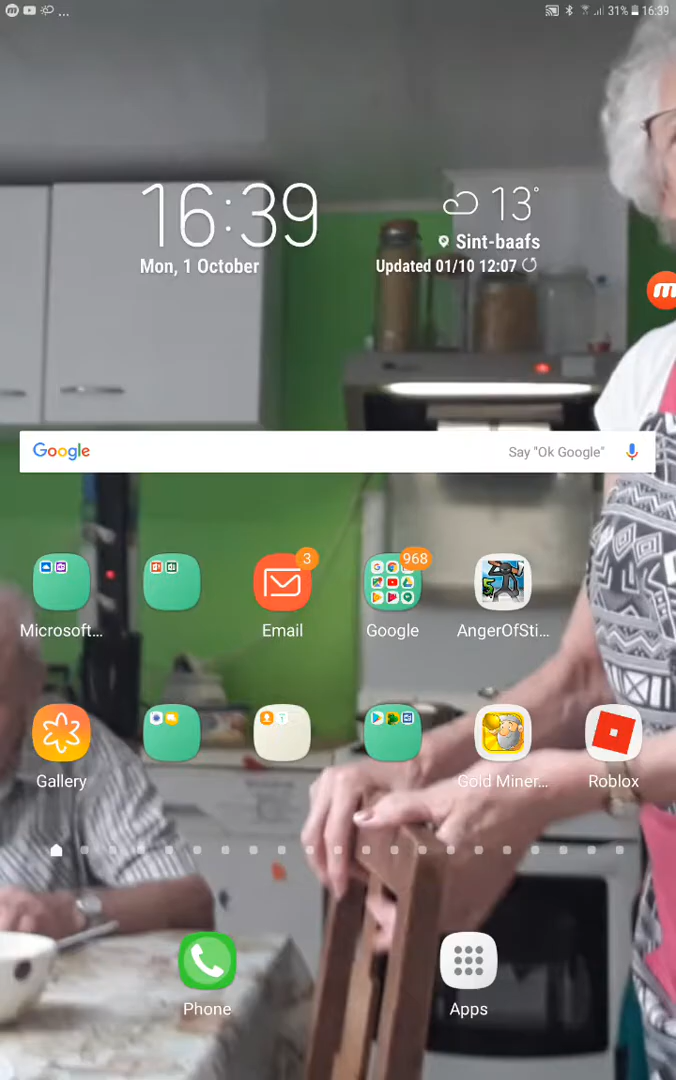 31% 16:39
16:39
13°
Sint-baafs
Mon, 1 October
Updated 01/10 12:07
Google
Say "Ok Google"
3
968
Microsoft...
Email
Google
AngerOfSti...
Gallery
Gold Miner...
Roblox
Phone
Apps